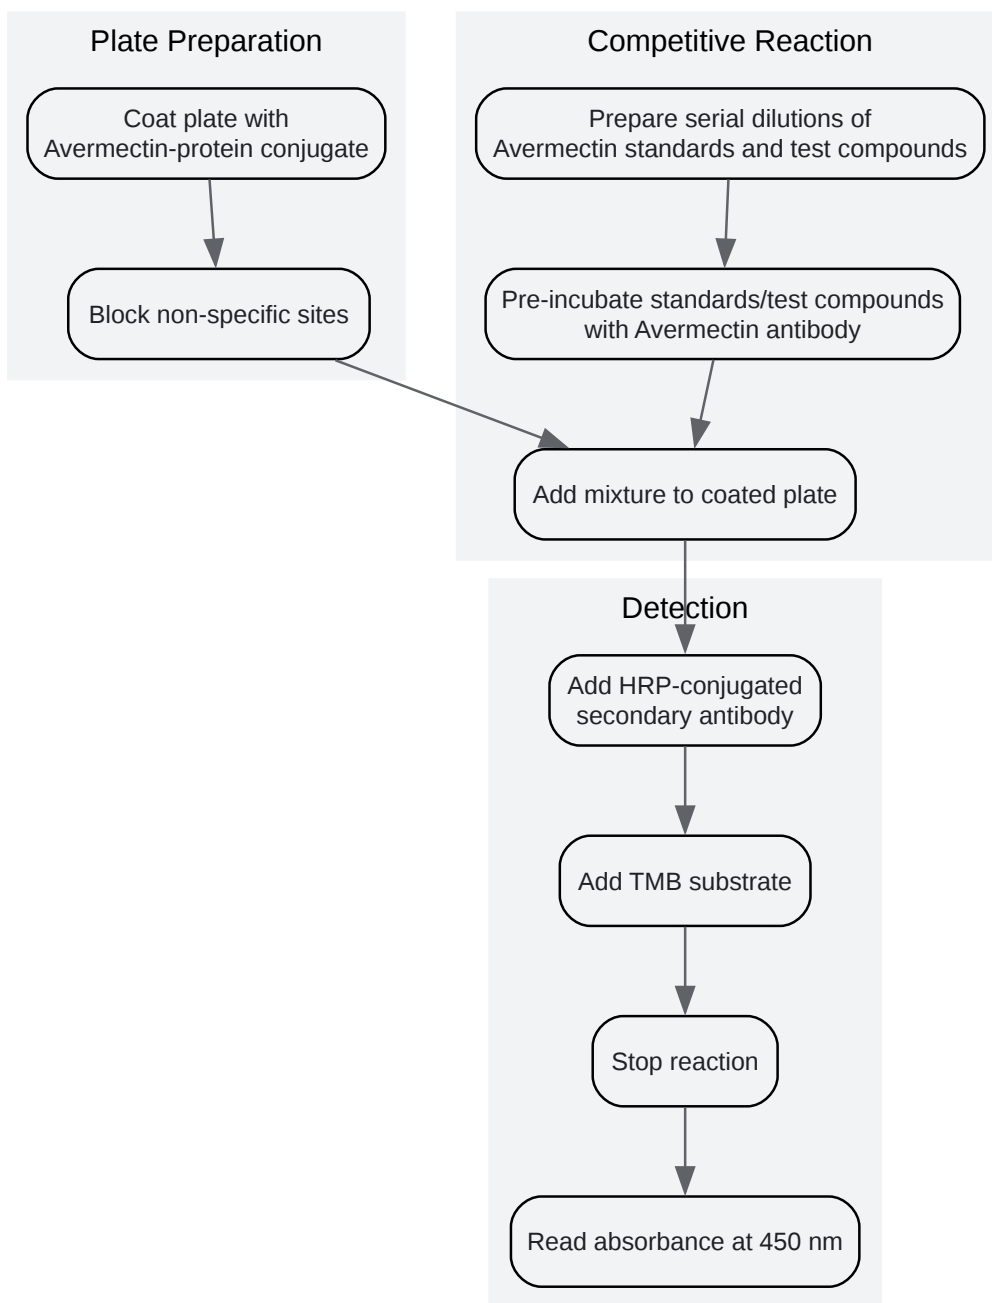 Plate Preparation
Coat plate with
Avermectin-protein conjugate
Block non-specific sites
Competitive Reaction
Prepare serial dilutions of
Avermectin standards and test compounds
Pre-incubate standards/test compounds
with Avermectin antibody
Add mixture to coated plate
Detection
Add HRP-conjugated
secondary antibody
Add TMB substrate
Stop reaction
Read absorbance at 450 nm